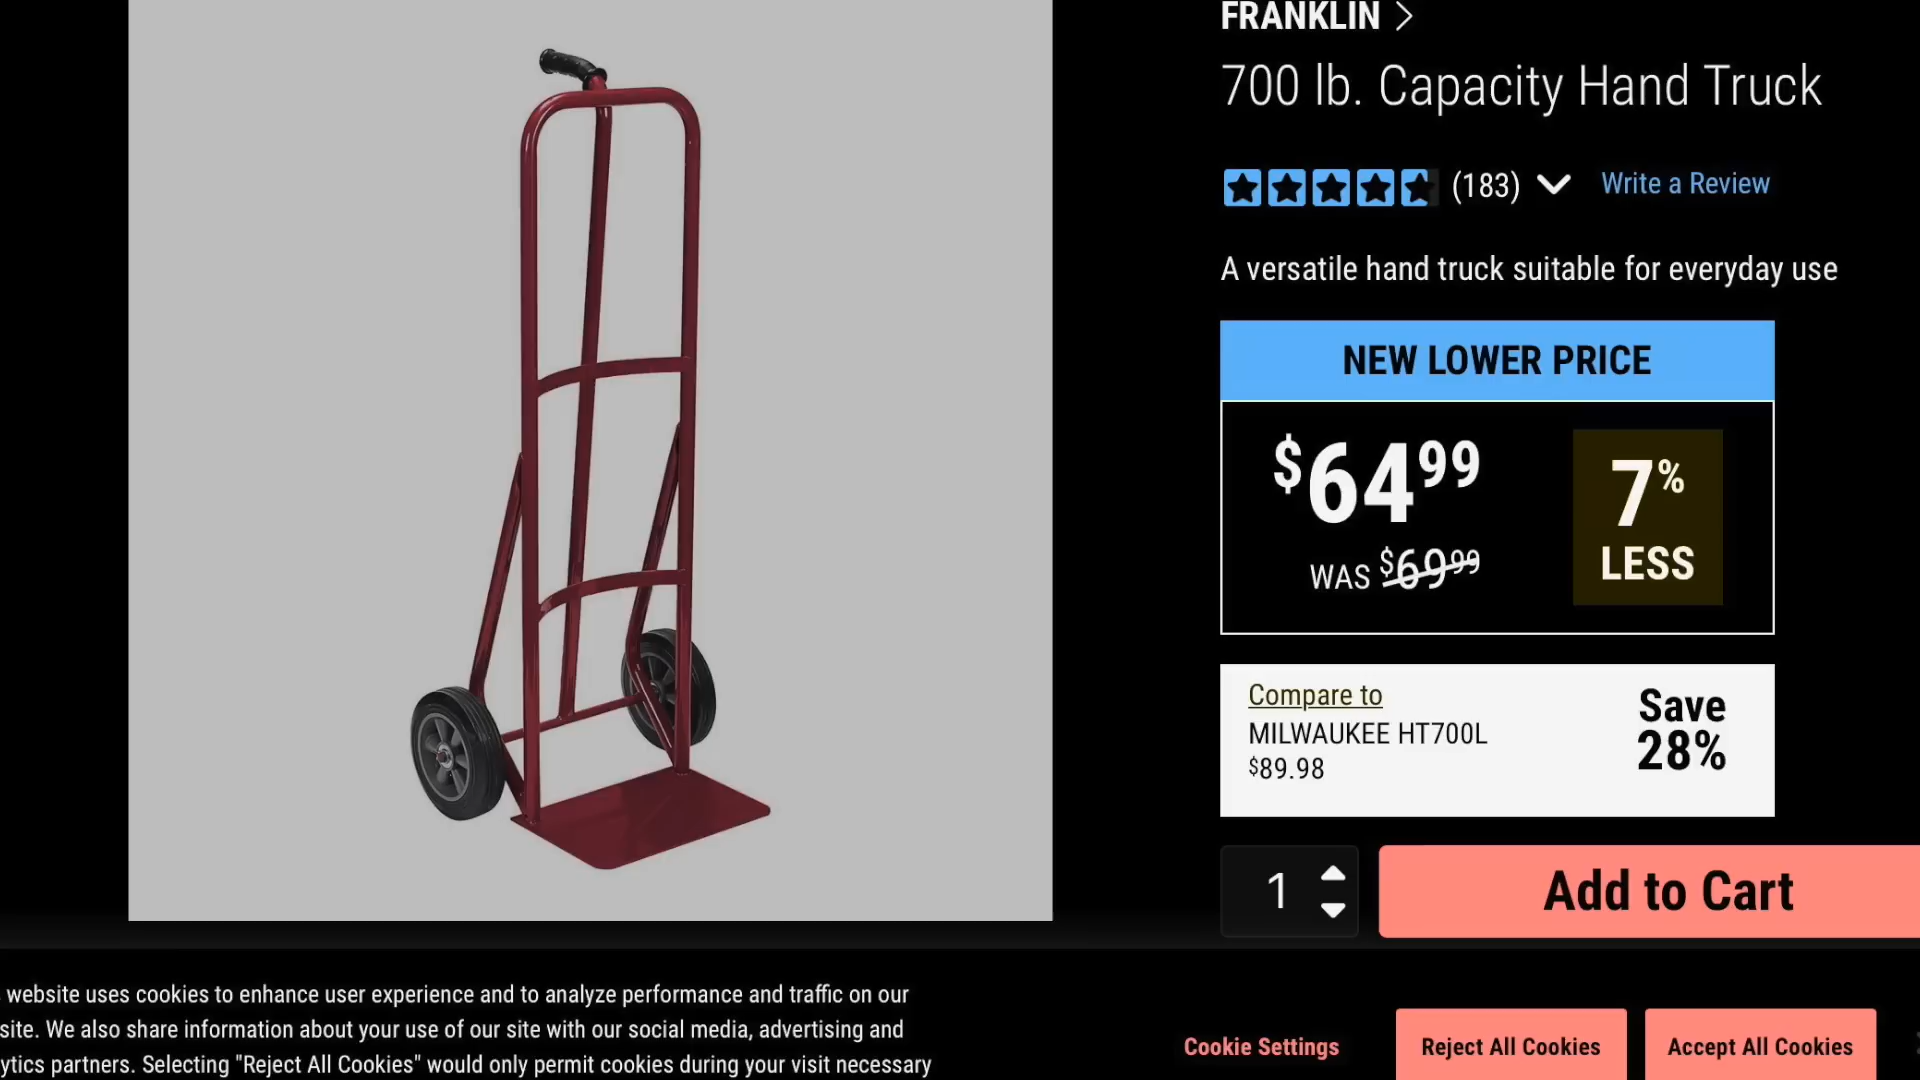 FRANKLIN
700 lb. Capacity Hand Truck
(183)
Write a Review
A versatile hand truck suitable for everyday use
NEW LOWER PRICE
$64 99
7%
LESS
WAS $69 99
Compare to
MILWAUKEE HT700L
$89.98
Save
28%
1
Add to Cart
website uses cookies to enhance user experience and to analyze performance and traffic on our
site. We also share information about your use of our site with our social media, advertising and
ytics partners. Selecting "Reject All Cookies" would only permit cookies during your visit necessary
Cookie Settings
Reject All Cookies
Accept All Cookies